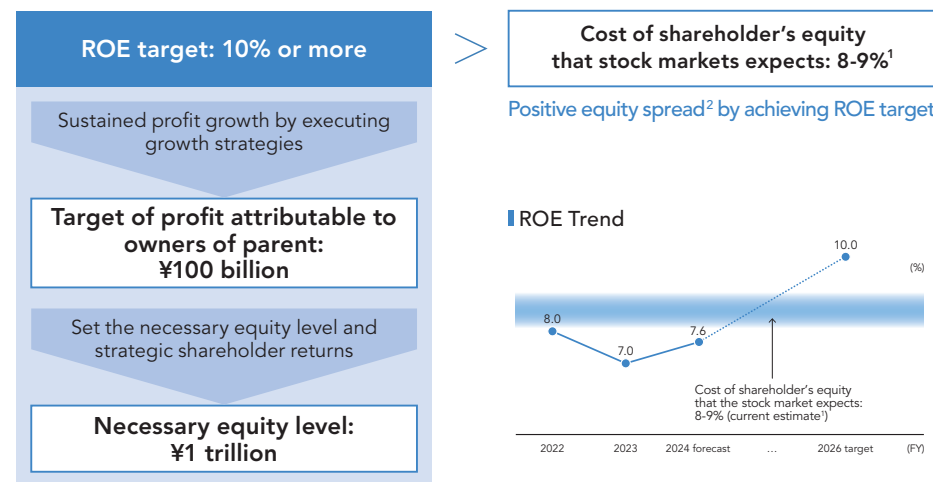 ROE target: 10% or more
Sustained profit growth by executing
growth strategies
Target of profit attributable to
owners of parent:
¥100 billion
Set the necessary equity level and
strategic shareholder returns
Necessary equity level:
¥1 trillion
>
Cost of shareholder's equity
that stock markets expects: 8-9%¹
Positive equity spread² by achieving ROE target
ROE Trend
10.0
(%)
8.0
7.0
7.6
Cost of shareholder's equity
that the stock market expects:
8-9% (current estimate¹)
2022 2023 2024 forecast ... 2026 target (FY)